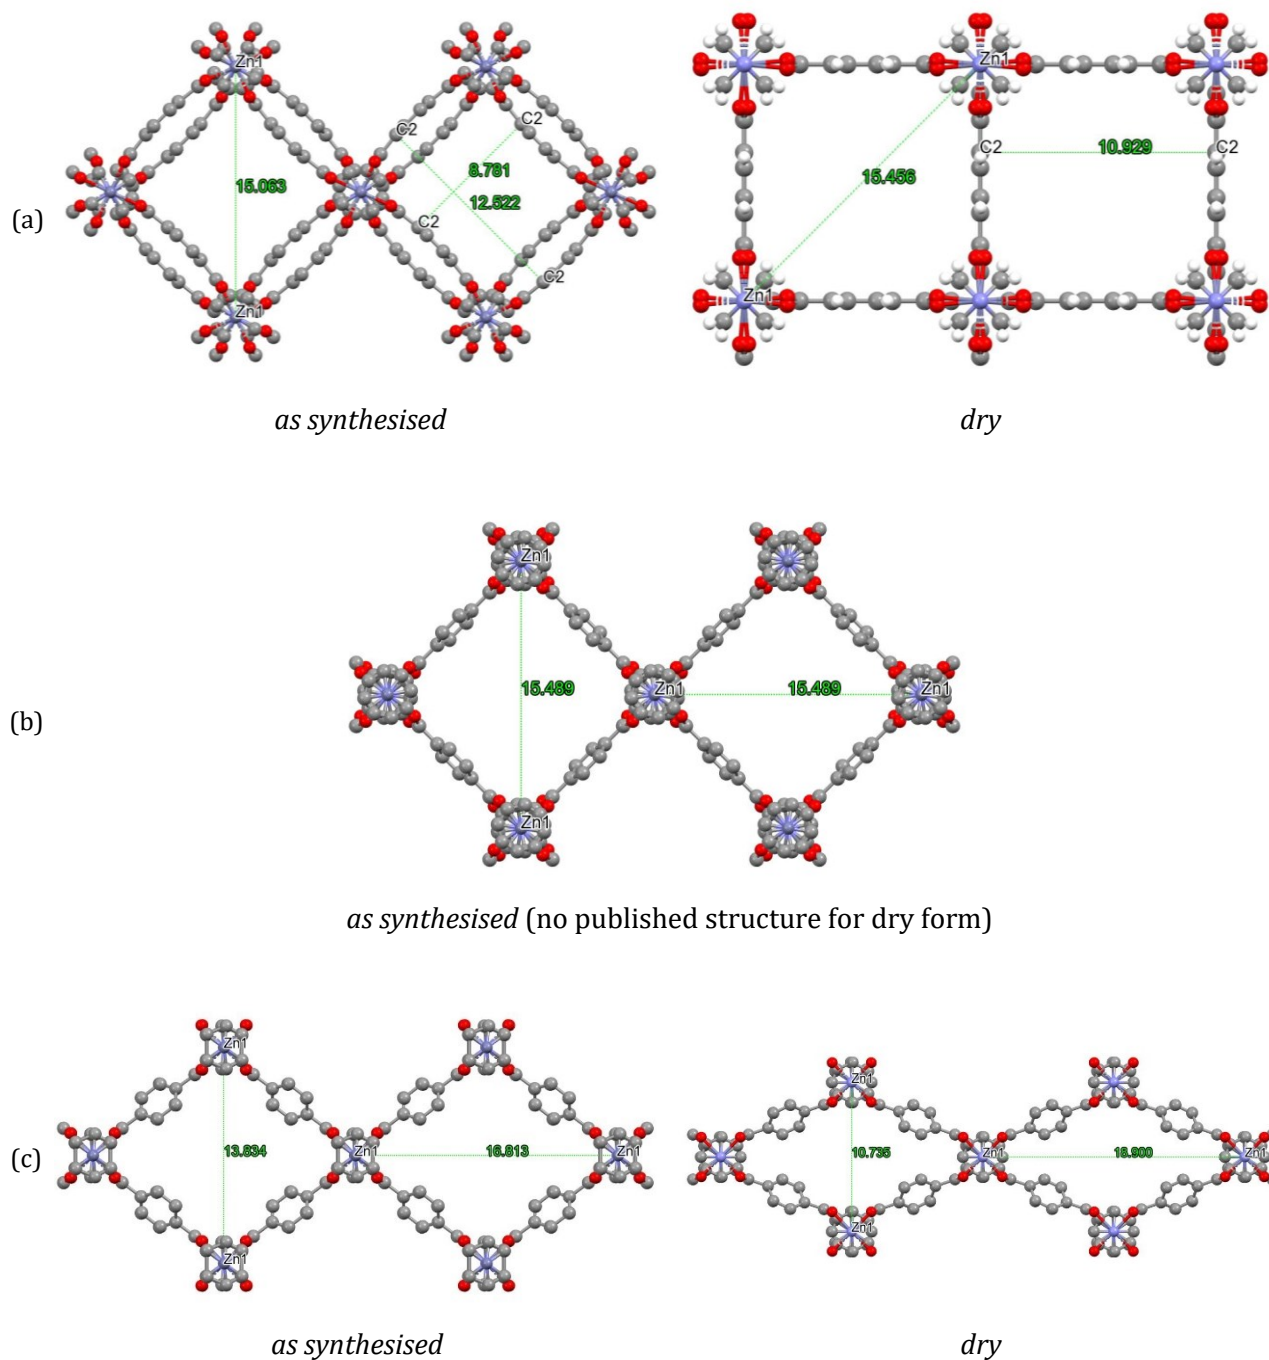 Zn1
C2
C2
8.781
15.063
12.522
C2
C2
Zn1
(a)
Zn1
C2
10.929
C2
15.456
Zn1
as synthesised
dry
Zn1
15.489
Zn1
15.489
Zn1
Zn1
(b)
as synthesised (no published structure for dry form)
Zn1
13.834
Zn1
16.813
Zn1
Zn1
(c)
Zn1
10.735
Zn1
18.900
Zn1
Zn1
as synthesised
dry